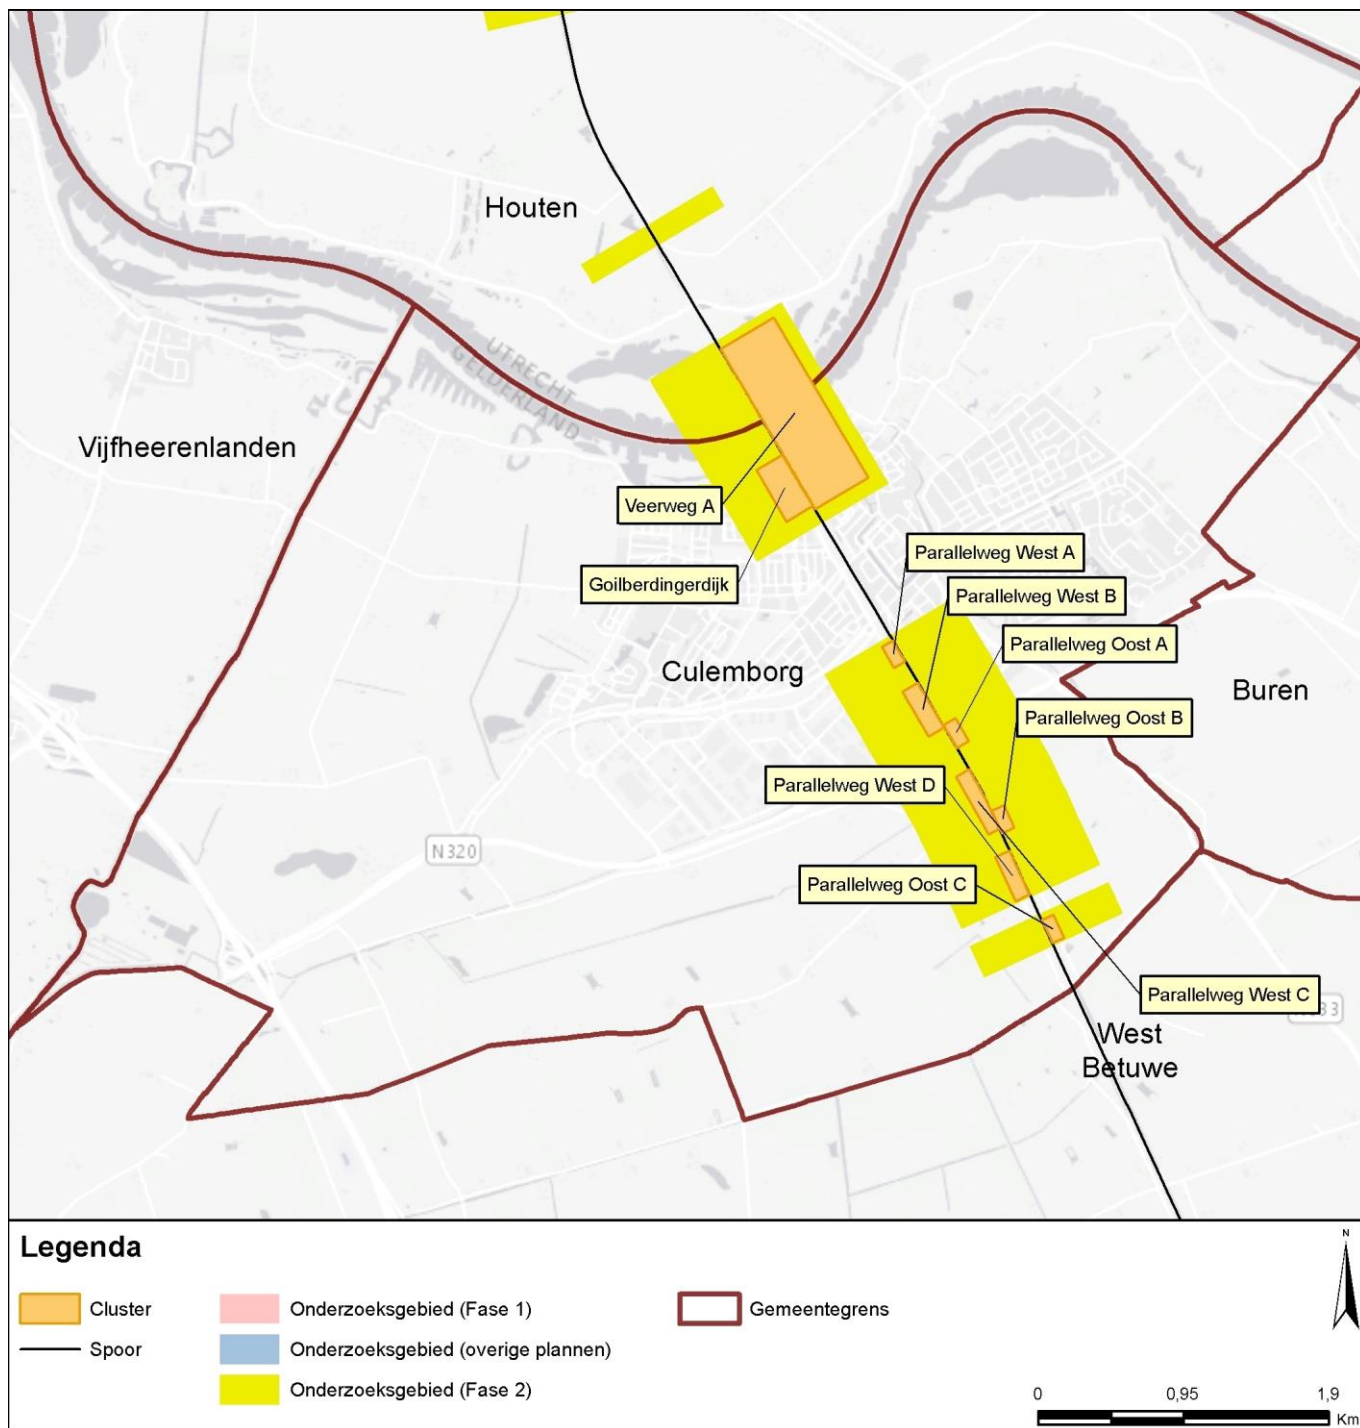 Houten
UTRECHT
GELDERLAND
Vijfheerenlanden
Veerweg A
Goilberdingerdijk
Parallelweg West A
Parallelweg West B
Parallelweg Oost A
Culemborg
Buren
Parallelweg Oost B
Parallelweg West D
N320
Parallelweg Oost C
Parallelweg West C
West
Betuwe
Legenda
Cluster
Spoor
Onderzoeksgebied (Fase 1)
Onderzoeksgebied (overige plannen)
Onderzoeksgebied (Fase 2)
Gemeentegrens
N
0 0,95 1,9
Km